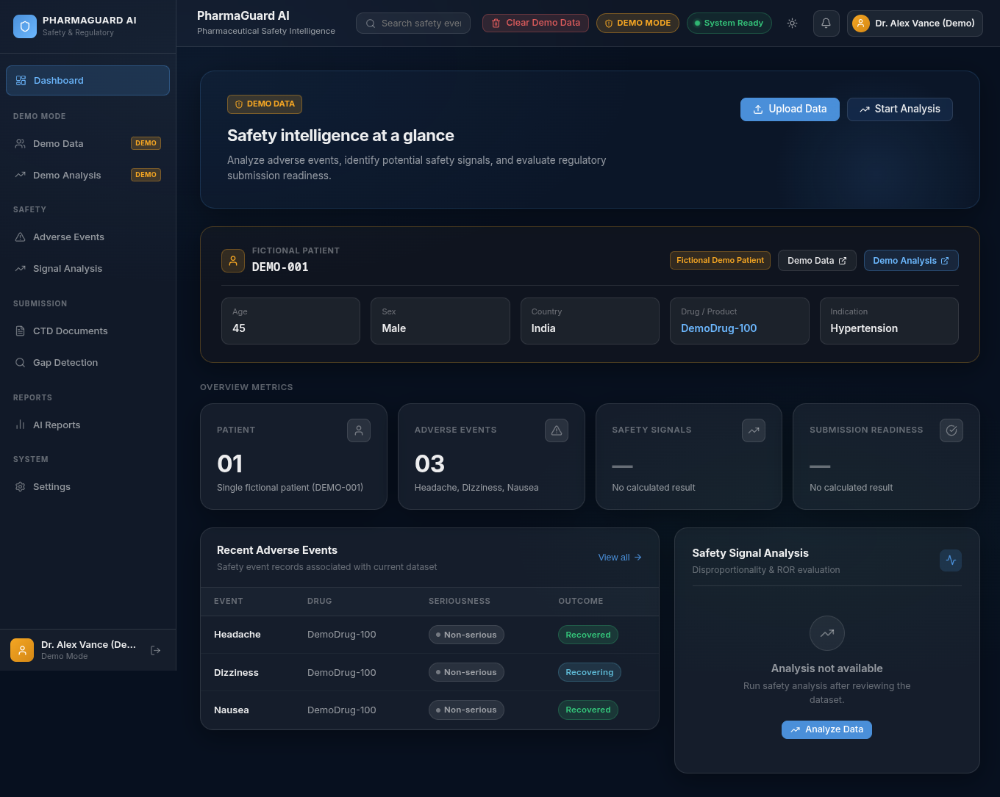 PHARMAGUARD AI
Safety & Regulatory
Dashboard
DEMO MODE
Demo Data DEMO
Demo Analysis DEMO
SAFETY
Adverse Events
Signal Analysis
SUBMISSION
CTD Documents
Gap Detection
REPORTS
AI Reports
SYSTEM
Settings
Dr. Alex Vance (De...
Demo Mode
PharmaGuard AI
Pharmaceutical Safety Intelligence
Search safety even
Clear Demo Data
DEMO MODE
System Ready
Dr. Alex Vance (Demo)
DEMO DATA
Safety intelligence at a glance
Analyze adverse events, identify potential safety signals, and evaluate regulatory
submission readiness.
Upload Data
Start Analysis
FICTIONAL PATIENT
DEMO-001
Fictional Demo Patient
Demo Data
Demo Analysis
Age
45
Sex
Male
Country
India
Drug / Product
DemoDrug-100
Indication
Hypertension
OVERVIEW METRICS
PATIENT
01
Single fictional patient (DEMO-001)
ADVERSE EVENTS
03
Headache, Dizziness, Nausea
SAFETY SIGNALS
—
No calculated result
SUBMISSION READINESS
—
No calculated result
Recent Adverse Events
Safety event records associated with current dataset
View all
EVENT DRUG SERIOUSNESS OUTCOME
Headache DemoDrug-100 Non-serious Recovered
Dizziness DemoDrug-100 Non-serious Recovering
Nausea DemoDrug-100 Non-serious Recovered
Safety Signal Analysis
Disproportionality & ROR evaluation
Analysis not available
Run safety analysis after reviewing the
dataset.
Analyze Data